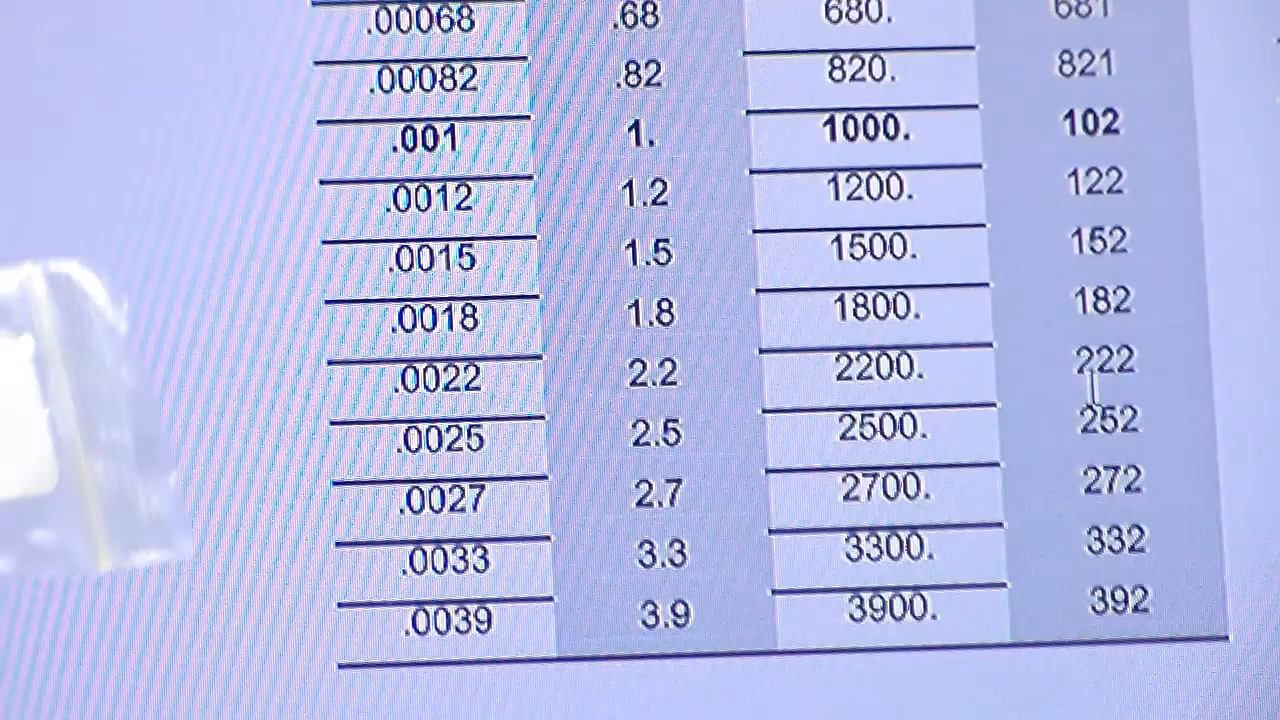 .00068 .68 680. 681
.00082 .82 820. 821
.001 1. 1000. 102
.0012 1.2 1200. 122
.0015 1.5 1500. 152
.0018 1.8 1800. 182
.0022 2.2 2200. 222
.0025 2.5 2500. 252
.0027 2.7 2700. 272
.0033 3.3 3300. 332
.0039 3.9 3900. 392